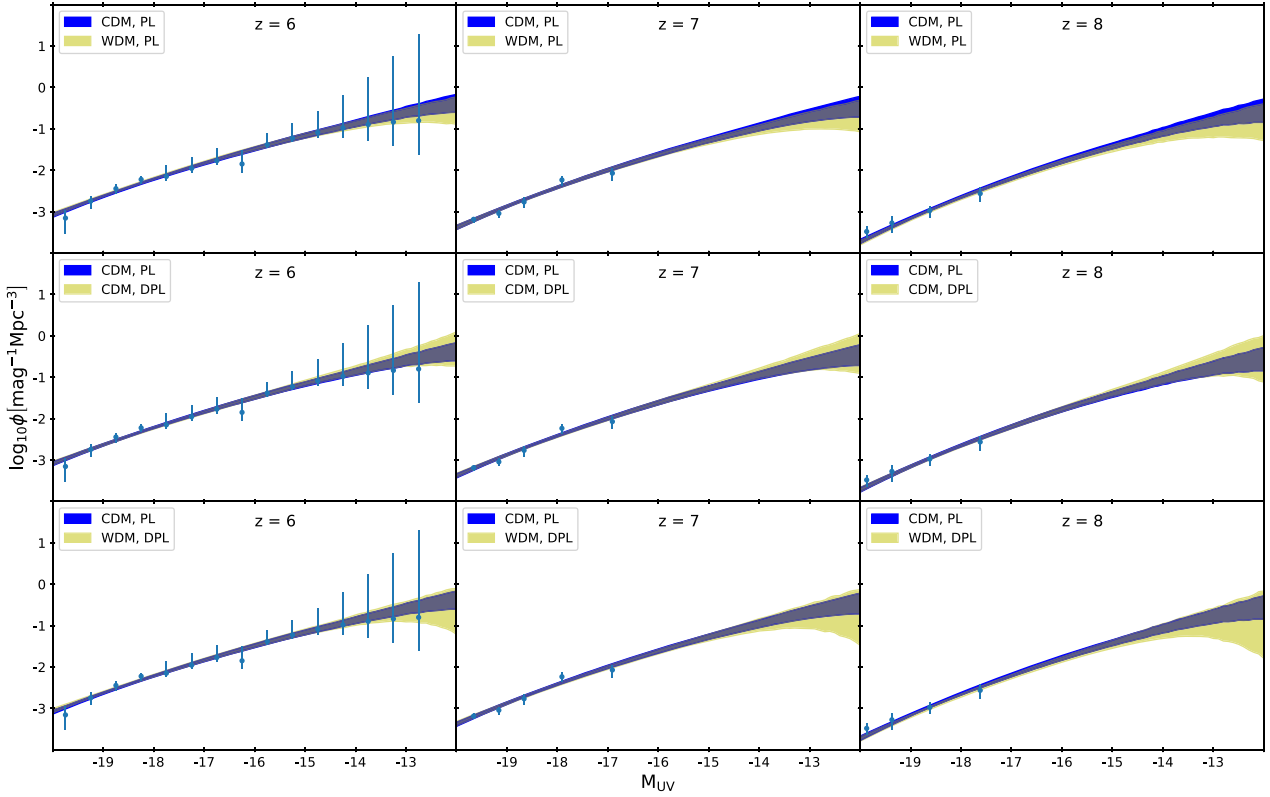 CDM, PL
WDM, PL
z = 6
CDM, PL
WDM, PL
z = 7
CDM, PL
WDM, PL
z = 8
1
0
-1
-2
-3
CDM, PL
CDM, DPL
z = 6
CDM, PL
CDM, DPL
z = 7
CDM, PL
CDM, DPL
z = 8
1
0
-1
-2
-3
log₁₀ϕ[mag⁻¹Mpc⁻³]
CDM, PL
WDM, DPL
z = 6
CDM, PL
WDM, DPL
z = 7
CDM, PL
WDM, DPL
z = 8
1
0
-1
-2
-3
-19 -18 -17 -16 -15 -14 -13 -19 -18 -17 -16 -15 -14 -13 -19 -18 -17 -16 -15 -14 -13
M_UV